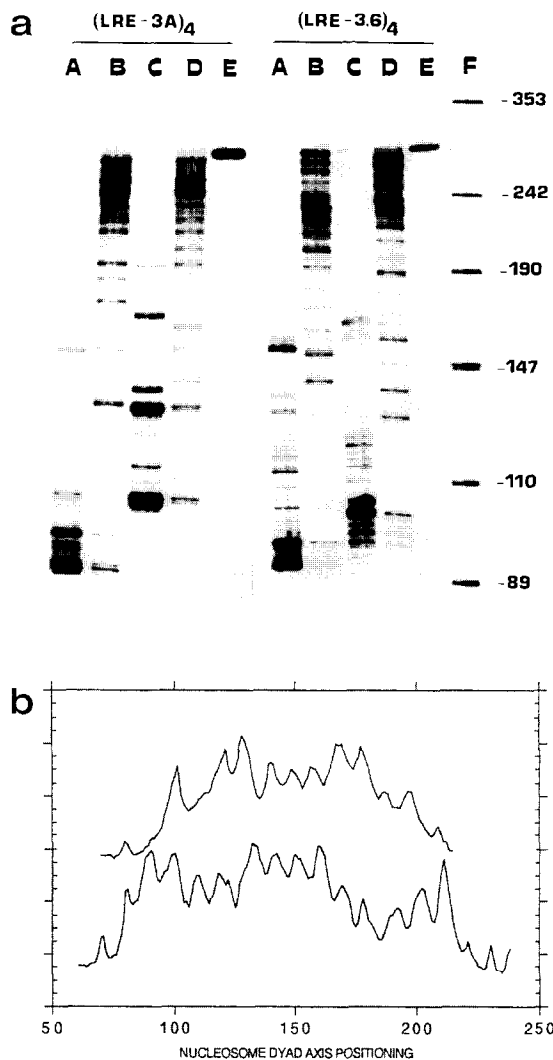 a
(LRE-3A)4 (LRE-3.6)4
A B C D E A B C D E F
-353
-242
-190
-147
-110
-89
b
50 100 150 200 250
NUCLEOSOME DYAD AXIS POSITIONING